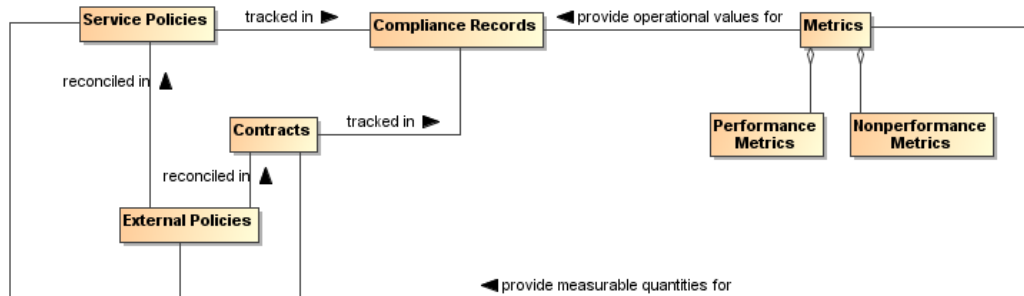 Service Policies
tracked in
Compliance Records
provide operational values for
Metrics
reconciled in
Contracts
tracked in
Performance
Metrics
Nonperformance
Metrics
reconciled in
External Policies
provide measurable quantities for